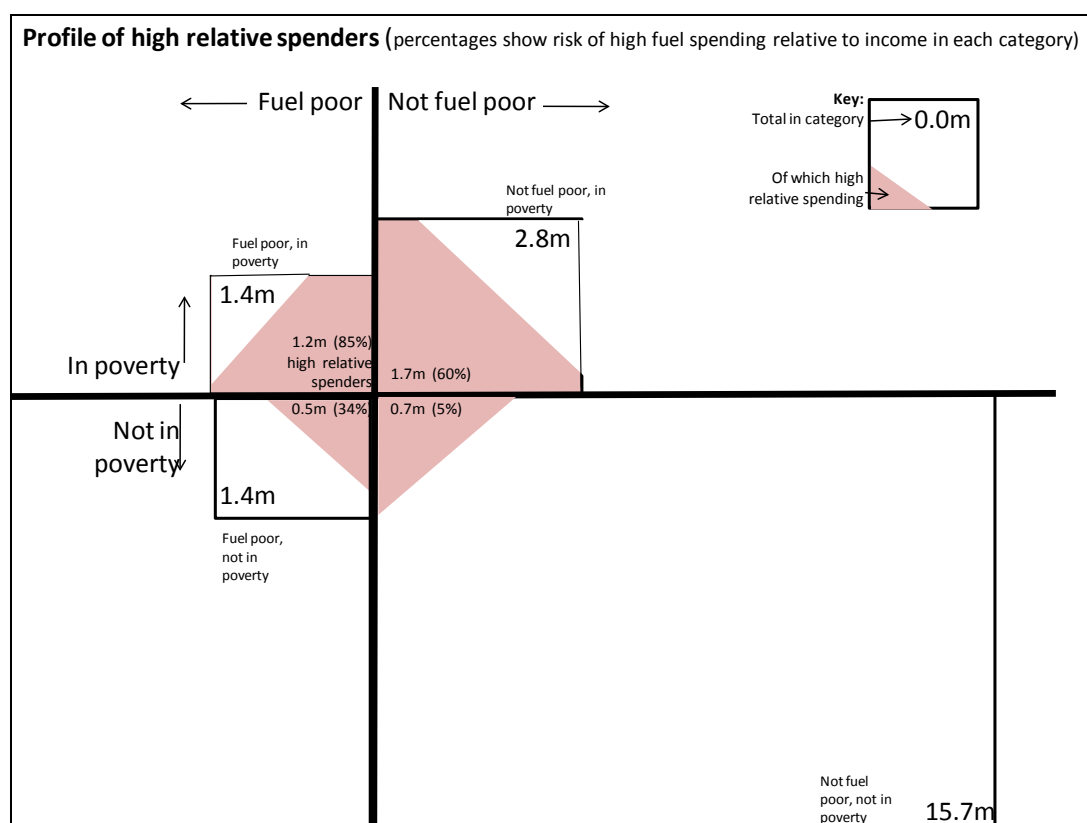 Profile of high relative spenders (percentages show risk of high fuel spending relative to income in each category)
Fuel poor
Not fuel poor
Key:
Total in category
0.0m
Of which high
relative spending
Not fuel poor, in
poverty
2.8m
Fuel poor, in
poverty
1.4m
1.2m (85%)
high relative
spenders
1.7m (60%)
In poverty
Not in
poverty
0.5m (34%)
0.7m (5%)
1.4m
Fuel poor,
not in
poverty
Not fuel
poor, not in
poverty
15.7m